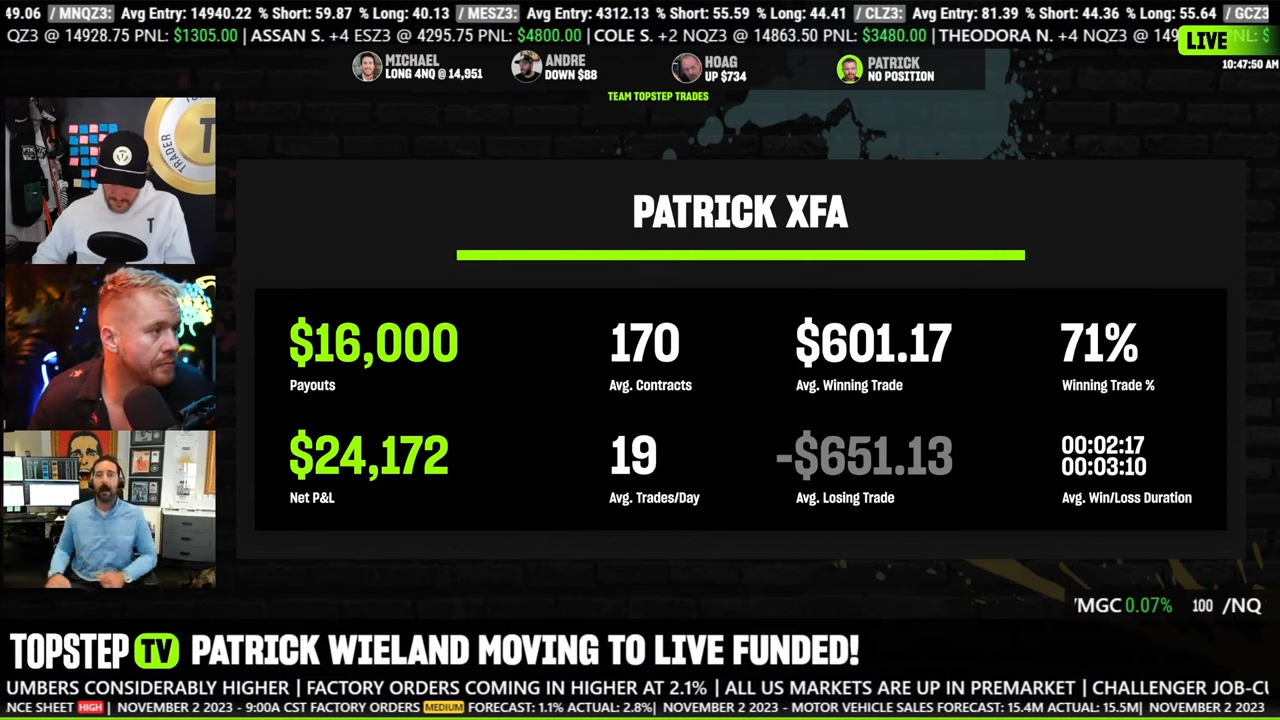 49.06 / MNQZ3: Avg Entry: 14940.22 % Short: 59.87 % Long: 40.13 / MESZ3: Avg Entry: 4312.13 % Short: 55.59 % Long: 44.41 / CLZ3: Avg Entry: 81.39 % Short: 44.36 % Long: 55.64 / GCZ3
QZ3 @ 14928.75 PNL: $1305.00 | ASSAN S. +4 ESZ3 @ 4295.75 PNL: $4800.00 | COLE S. +2 NQZ3 @ 14863.50 PNL: $3480.00 | THEODORA N. +4 NQZ3 @ 149
LIVE
10:47:50 AM
MICHAEL
LONG 4NQ @ 14,951
ANDRE
DOWN $88
HOAG
UP $734
PATRICK
NO POSITION
TEAM TOPSTEP TRADES
TRADER
T
PATRICK XFA
$16,000
Payouts
170
Avg. Contracts
$601.17
Avg. Winning Trade
71%
Winning Trade %
$24,172
Net P&L
19
Avg. Trades/Day
-$651.13
Avg. Losing Trade
00:02:17
00:03:10
Avg. Win/Loss Duration
/MGC 0.07% 100 /NQ
TOPSTEP TV PATRICK WIELAND MOVING TO LIVE FUNDED!
UMBERS CONSIDERABLY HIGHER | FACTORY ORDERS COMING IN HIGHER AT 2.1% | ALL US MARKETS ARE UP IN PREMARKET | CHALLENGER JOB-CU
NCE SHEET HIGH | NOVEMBER 2 2023 - 9:00A CST FACTORY ORDERS MEDIUM FORECAST: 1.1% ACTUAL: 2.8%| NOVEMBER 2 2023 - MOTOR VEHICLE SALES FORECAST: 15.4M ACTUAL: 15.5M| NOVEMBER 2 2023